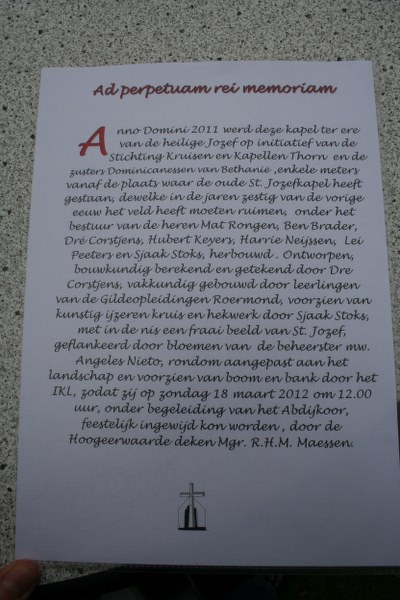 Ad perpetuam rei memoriam
Anno Domini 2011 werd deze kapel ter ere
van de heilige Jozef op initiatief van de
Stichting Kruisen en Kapellen Thorn en de
zusters Dominicanessen van Bethanië ,enkele meters
vanaf de plaats waar de oude St. Jozefkapel heeft
gestaan, dewelke in de jaren zestig van de vorige
eeuw het veld heeft moeten ruimen, onder het
bestuur van de heren Mat Rongen, Ben Brader,
Dré Corstjens, Hubert Keyers, Harrie Neijssen, Lei
Peeters en Sjaak Stoks, herbouwd . Ontworpen,
bouwkundig berekend en getekend door Dre
Corstjens, vakkundig gebouwd door leerlingen
van de Gildeopleidingen Roermond, voorzien van
kunstig ijzeren kruis en hekwerk door Sjaak Stoks,
met in de nis een fraai beeld van St. Jozef,
geflankeerd door bloemen van de beheerster mw.
Angeles Nieto, rondom aangepast aan het
landschap en voorzien van boom en bank door het
IKL, zodat zij op zondag 18 maart 2012 om 12.00
uur, onder begeleiding van het Abdijkoor,
feestelijk ingewijd kon worden , door de
Hoogeerwaarde deken Mgr. R.H.M. Maessen.